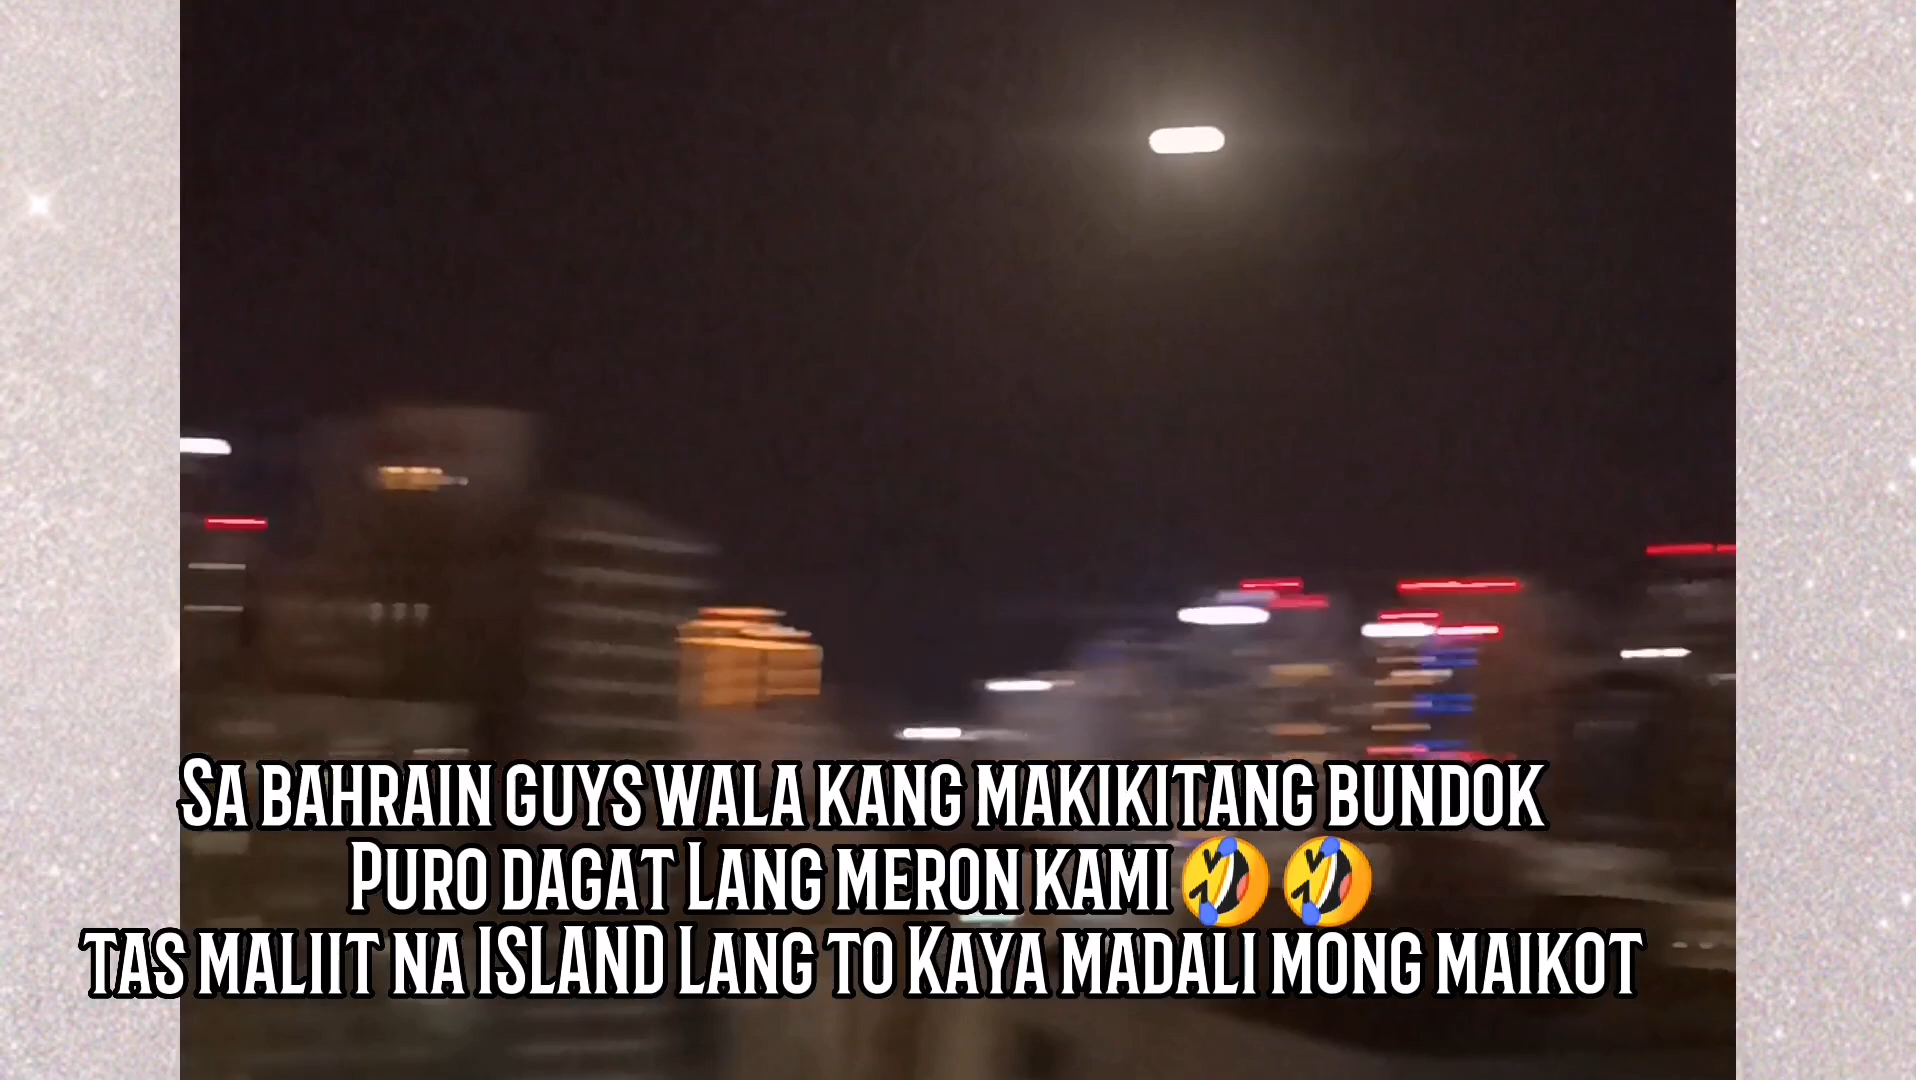 Sa bahrain guys wala kang makikitang bundok
Puro dagat Lang meron kami 🤣 🤣
tas maliit na ISLAND Lang to Kaya madali mong maikot